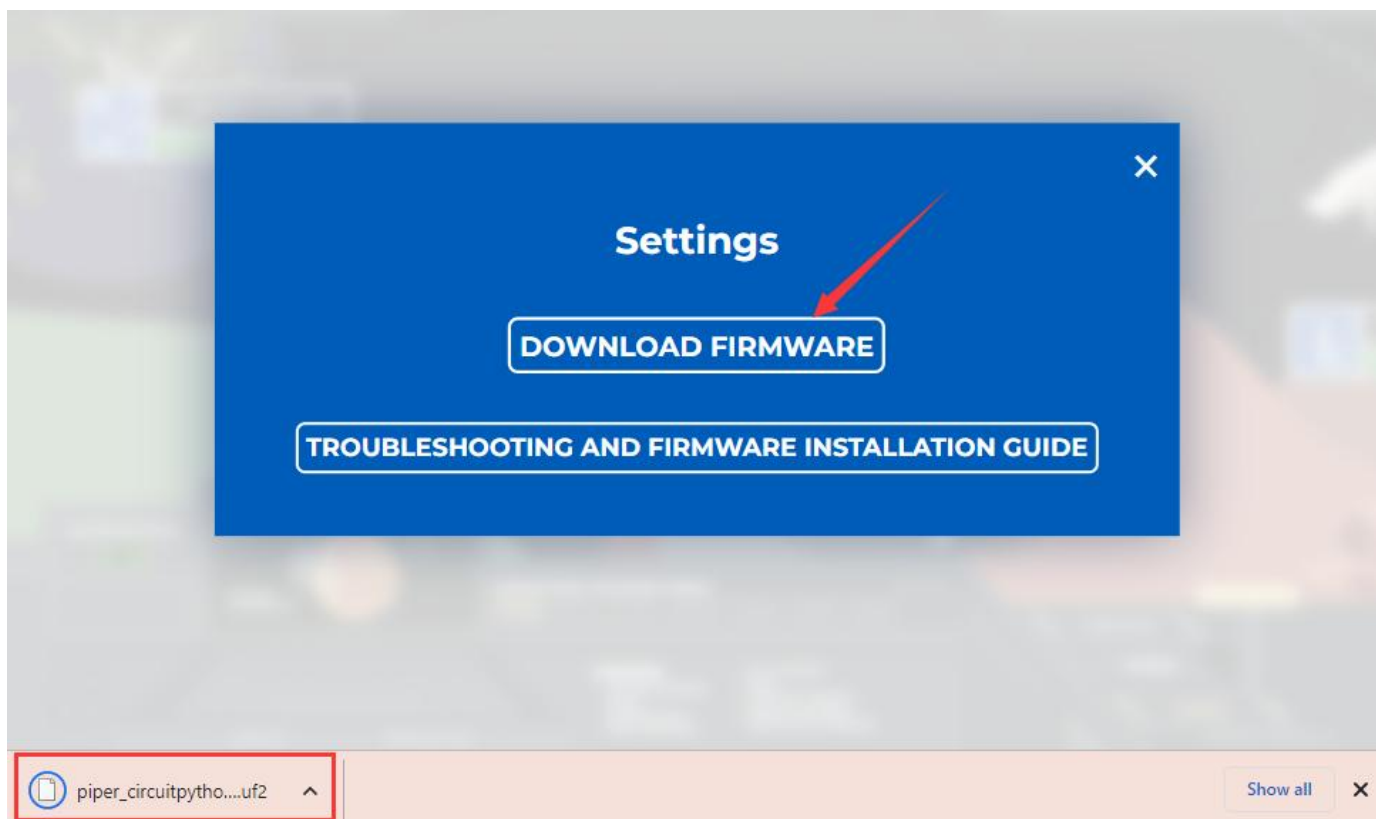 Settings
DOWNLOAD FIRMWARE
TROUBLESHOOTING AND FIRMWARE INSTALLATION GUIDE
piper_circuitpytho....uf2
Show all